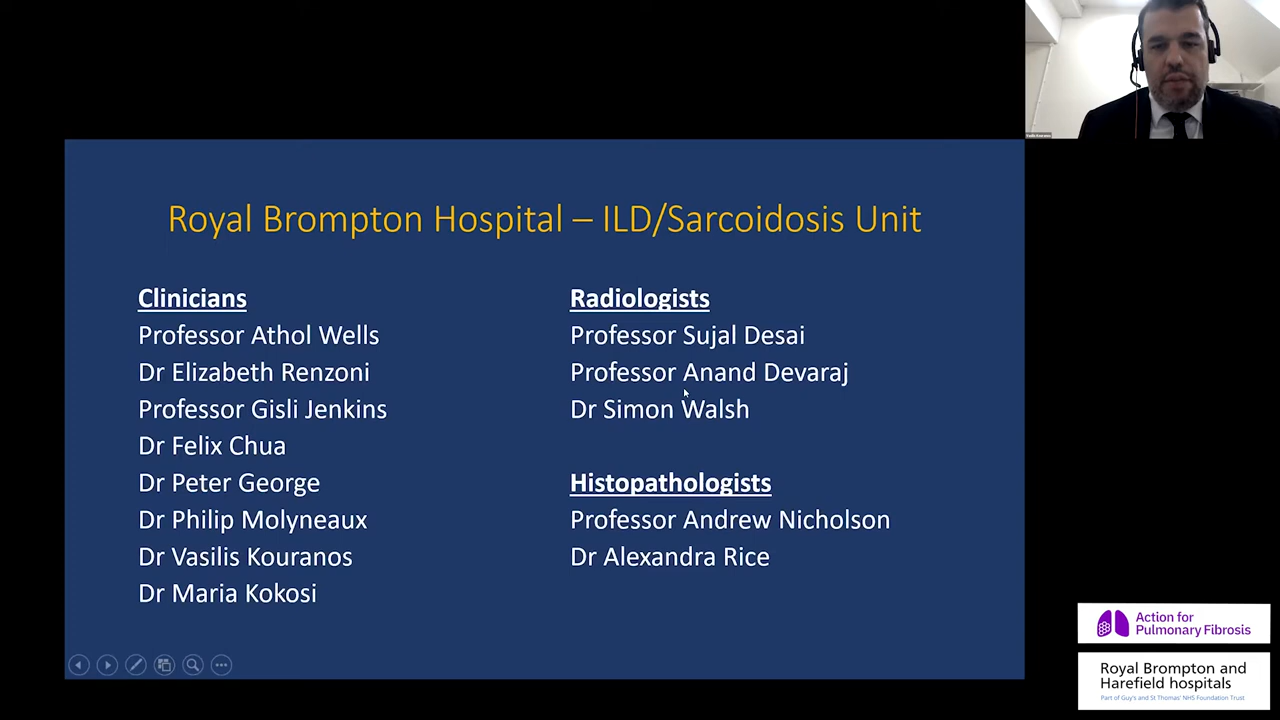 Royal Brompton Hospital – ILD/Sarcoidosis Unit
Clinicians
Professor Athol Wells
Dr Elizabeth Renzoni
Professor Gisli Jenkins
Dr Felix Chua
Dr Peter George
Dr Philip Molyneaux
Dr Vasilis Kouranos
Dr Maria Kokosi
Radiologists
Professor Sujal Desai
Professor Anand Devaraj
Dr Simon Walsh
Histopathologists
Professor Andrew Nicholson
Dr Alexandra Rice
Action for
Pulmonary Fibrosis
Royal Brompton and
Harefield hospitals
Part of Guy's and St Thomas' NHS Foundation Trust